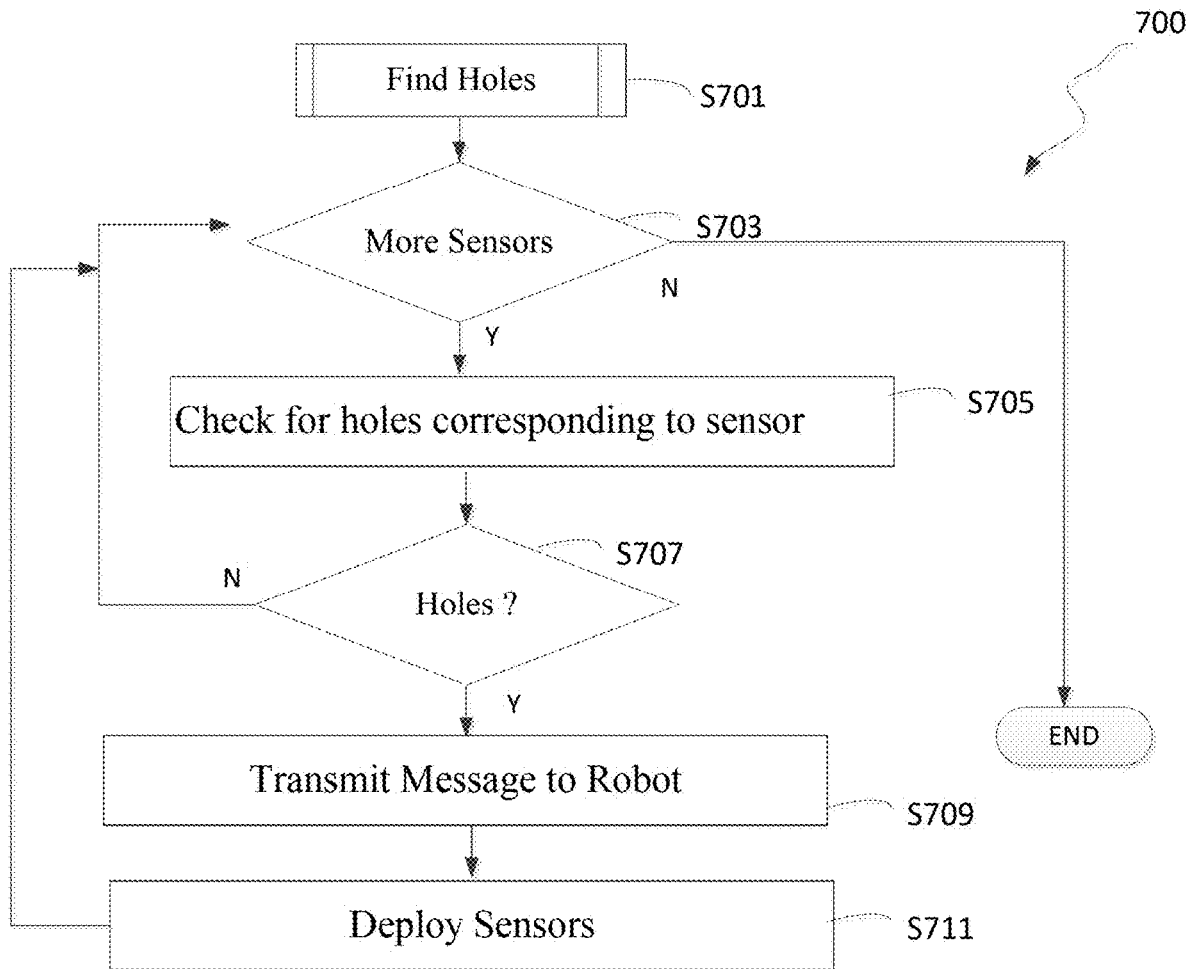 700
Find Holes
S701
More Sensors
S703
N
Y
Check for holes corresponding to sensor
S705
Holes ?
S707
N
Y
Transmit Message to Robot
S709
END
Deploy Sensors
S711